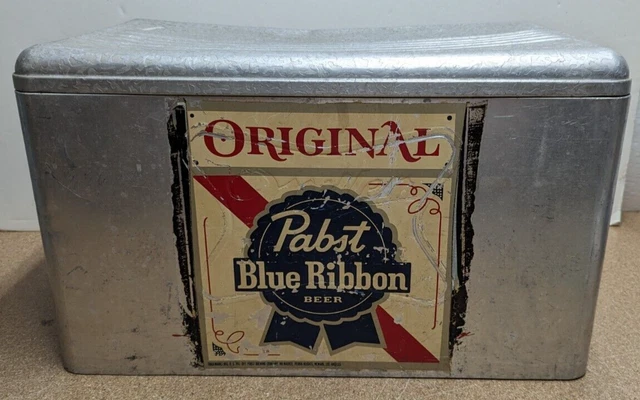 ORIGINAL
Pabst
Blue Ribbon
BEER